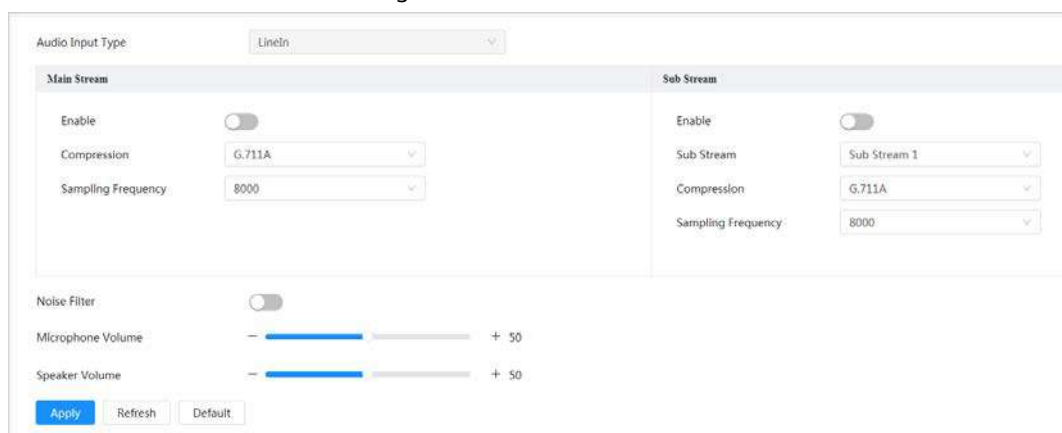 Audio Input Type LineIn
Main Stream Sub Stream
Enable Enable
Compression G.711A Sub Stream Sub Stream 1
Sampling Frequency 8000 Compression G.711A
Sampling Frequency 8000
Noise Filter
Microphone Volume − + 50
Speaker Volume − + 50
Apply Refresh Default